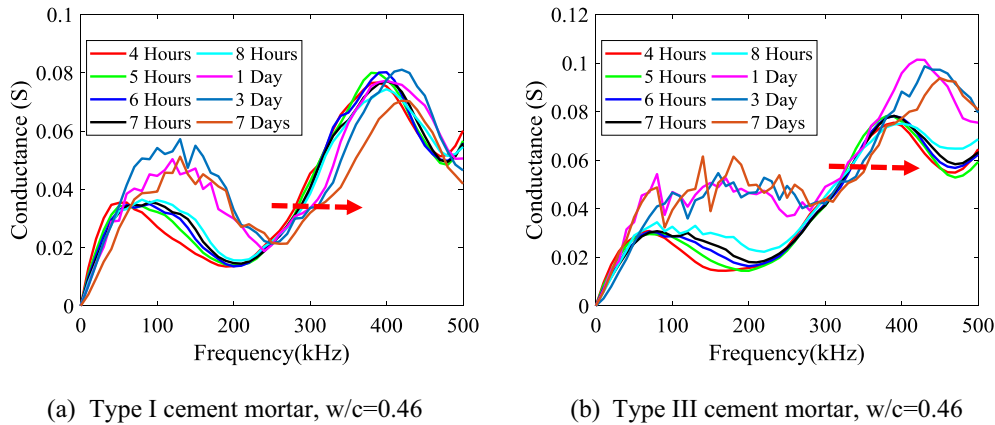 0.1
0.08
0.06
0.04
0.02
0
Conductance (S)
4 Hours 8 Hours
5 Hours 1 Day
6 Hours 3 Day
7 Hours 7 Days
0 100 200 300 400 500
Frequency(kHz)
(a) Type I cement mortar, w/c=0.46
0.12
0.1
0.08
0.06
0.04
0.02
0
Conductance (S)
4 Hours 8 Hours
5 Hours 1 Day
6 Hours 3 Day
7 Hours 7 Days
0 100 200 300 400 500
Frequency(kHz)
(b) Type III cement mortar, w/c=0.46